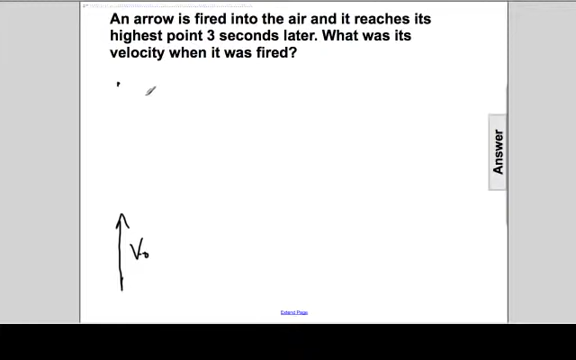 An arrow is fired into the air and it reaches its
highest point 3 seconds later. What was its
velocity when it was fired?
Answer
V₀
Extend Page